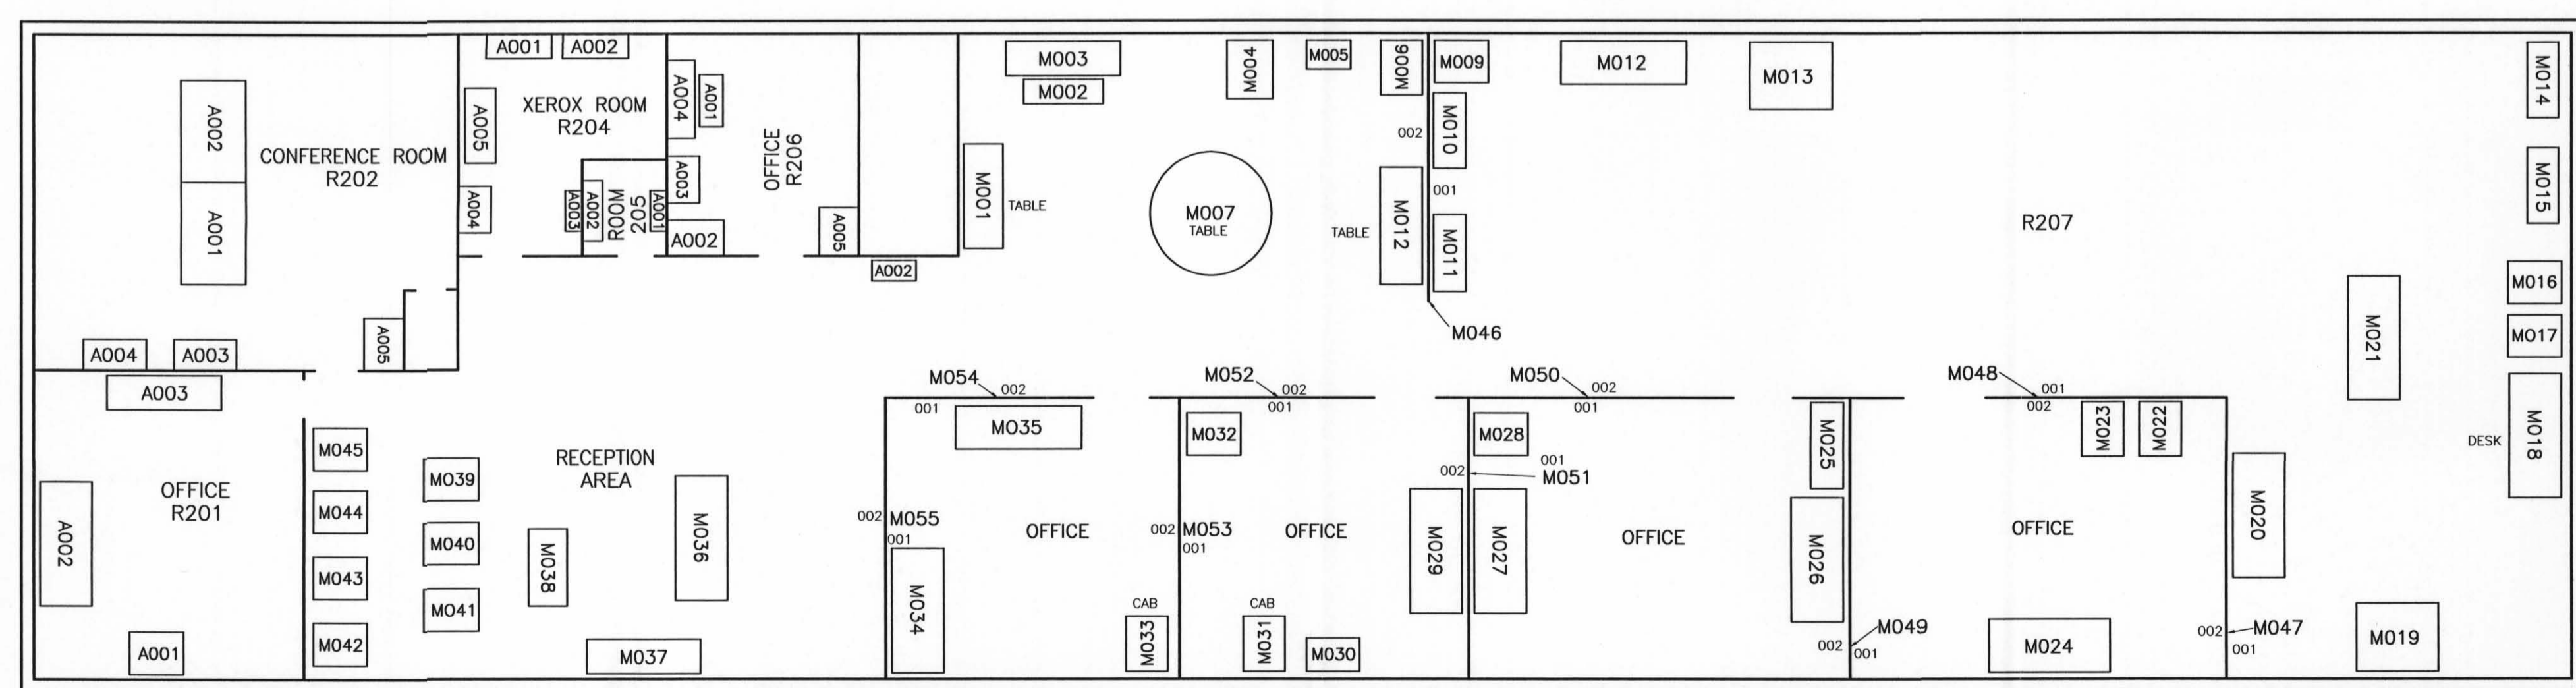 A001
A002
M003
M004
M005
M006
M009
M012
M013
M014
A004
A001
M002
A002
A005
XEROX ROOM
R204
OFFICE
R206
002
M010
CONFERENCE ROOM
R202
A003
M001
TABLE
M007
TABLE
TABLE
M012
001
M015
A001
A004
A003
A002
ROOM
205
A001
A002
A005
M011
R207
A002
M016
M046
M017
M021
A004
A003
A005
A003
M054
002
001
M052
002
001
M050
002
001
M048
001
002
M035
M032
M028
M025
M023
M022
M018
DESK
M045
M039
RECEPTION
AREA
002
001
M051
M020
OFFICE
R201
A002
M044
M040
M038
M036
002
M055
001
M034
OFFICE
002
M053
001
OFFICE
M029
M027
OFFICE
M026
OFFICE
M043
M041
CAB
M033
CAB
M031
M030
M042
A001
M037
002
M049
001
M024
002
M047
001
M019